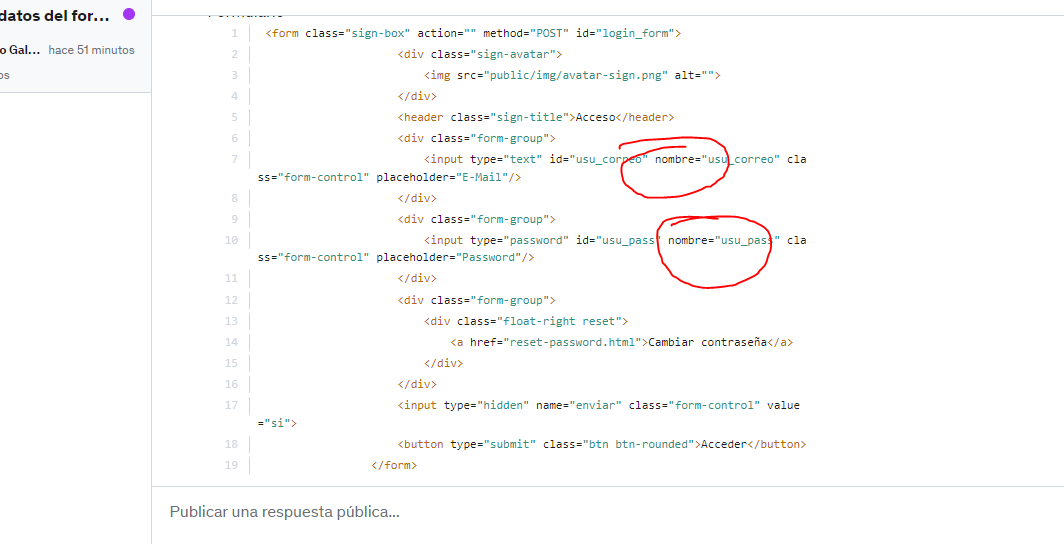 datos del for...
o Gal... hace 51 minutos
os
1 <form class="sign-box" action="" method="POST" id="login_form">
2 <div class="sign-avatar">
3 <img src="public/img/avatar-sign.png" alt="">
4 </div>
5 <header class="sign-title">Acceso</header>
6 <div class="form-group">
7 <input type="text" id="usu_correo" nombre="usu_correo" cla
ss="form-control" placeholder="E-Mail"/>
8 </div>
9 <div class="form-group">
10 <input type="password" id="usu_pass" nombre="usu_pass" cla
ss="form-control" placeholder="Password"/>
11 </div>
12 <div class="form-group">
13 <div class="float-right reset">
14 <a href="reset-password.html">Cambiar contraseña</a>
15 </div>
16 </div>
17 <input type="hidden" name="enviar" class="form-control" value
="si">
18 <button type="submit" class="btn btn-rounded">Acceder</button>
19 </form>
Publicar una respuesta pública...